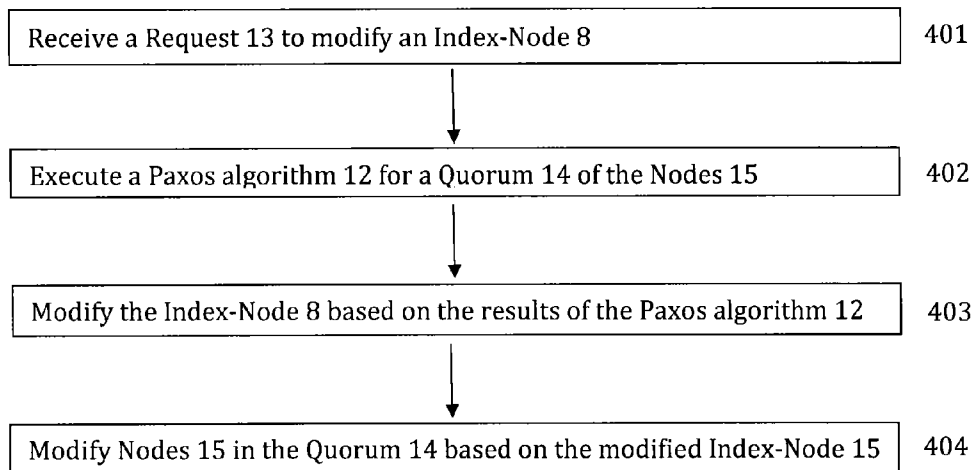 Receive a Request 13 to modify an Index-Node 8 401
Execute a Paxos algorithm 12 for a Quorum 14 of the Nodes 15 402
Modify the Index-Node 8 based on the results of the Paxos algorithm 12 403
Modify Nodes 15 in the Quorum 14 based on the modified Index-Node 15 404